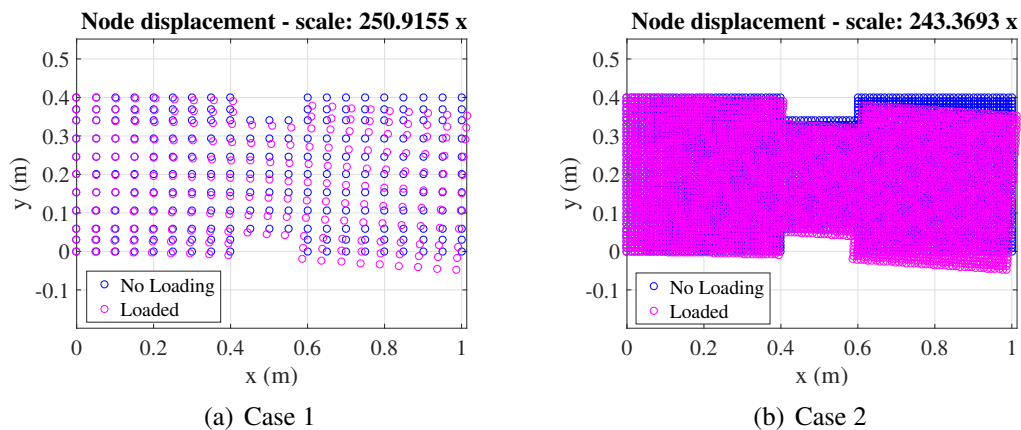 Node displacement - scale: 250.9155 x
0.5
0.4
0.3
0.2
0.1
0
-0.1
y (m)
No Loading
Loaded
0 0.2 0.4 0.6 0.8 1
x (m)
(a) Case 1
Node displacement - scale: 243.3693 x
0.5
0.4
0.3
0.2
0.1
0
-0.1
y (m)
No Loading
Loaded
0 0.2 0.4 0.6 0.8 1
x (m)
(b) Case 2